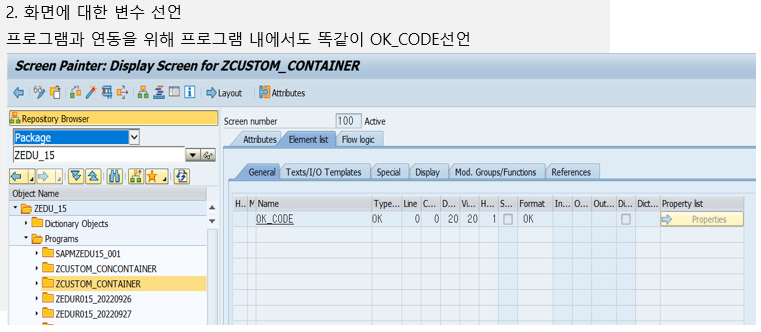 2. 화면에 대한 변수 선언
프로그램과 연동을 위해 프로그램 내에서도 똑같이 OK_CODE선언
Screen Painter: Display Screen for ZCUSTOM_CONTAINER
Layout Attributes
Repository Browser
Package
ZEDU_15
Object Name
ZEDU_15
Dictionary Objects
Programs
SAPMZEDU15_001
ZCUSTOM_CONCONTAINER
ZCUSTOM_CONTAINER
ZEDUR015_20220926
ZEDUR015_20220927
Screen number 100 Active
Attributes Element list Flow logic
General Texts/I/O Templates Special Display Mod. Groups/Functions References
H.. M Name Type... Line C... D... Vi... H... S... Format In... O... Out... Di... Dict... Property list
OK_CODE OK 0 0 20 20 1 OK Properties